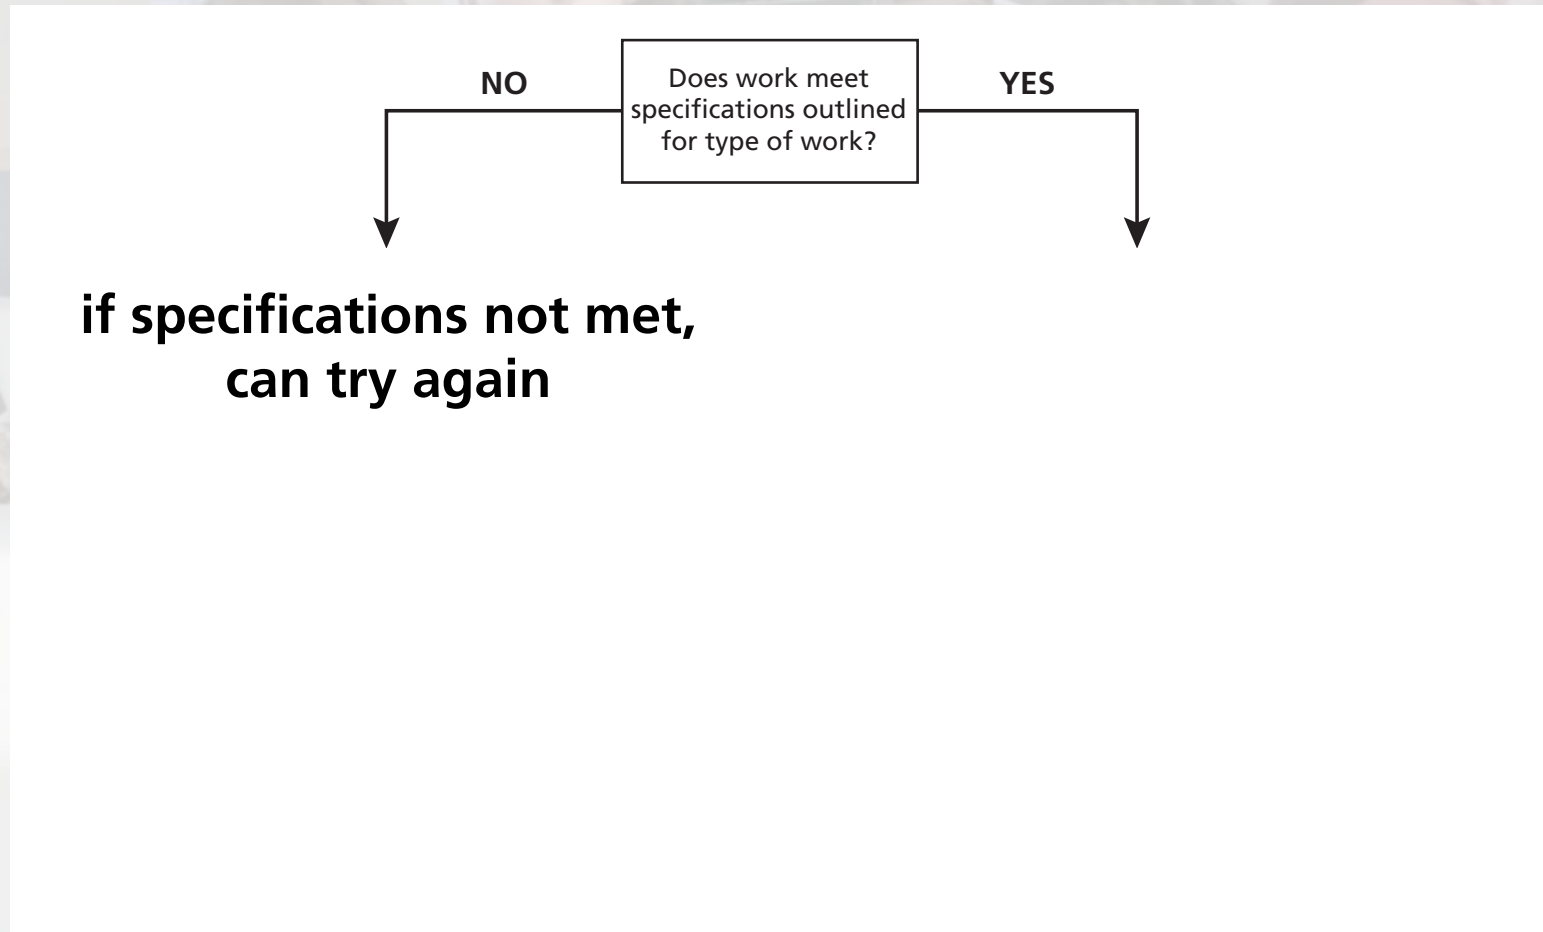 NO
Does work meet
specifications outlined
for type of work?
YES
if specifications not met,
can try again